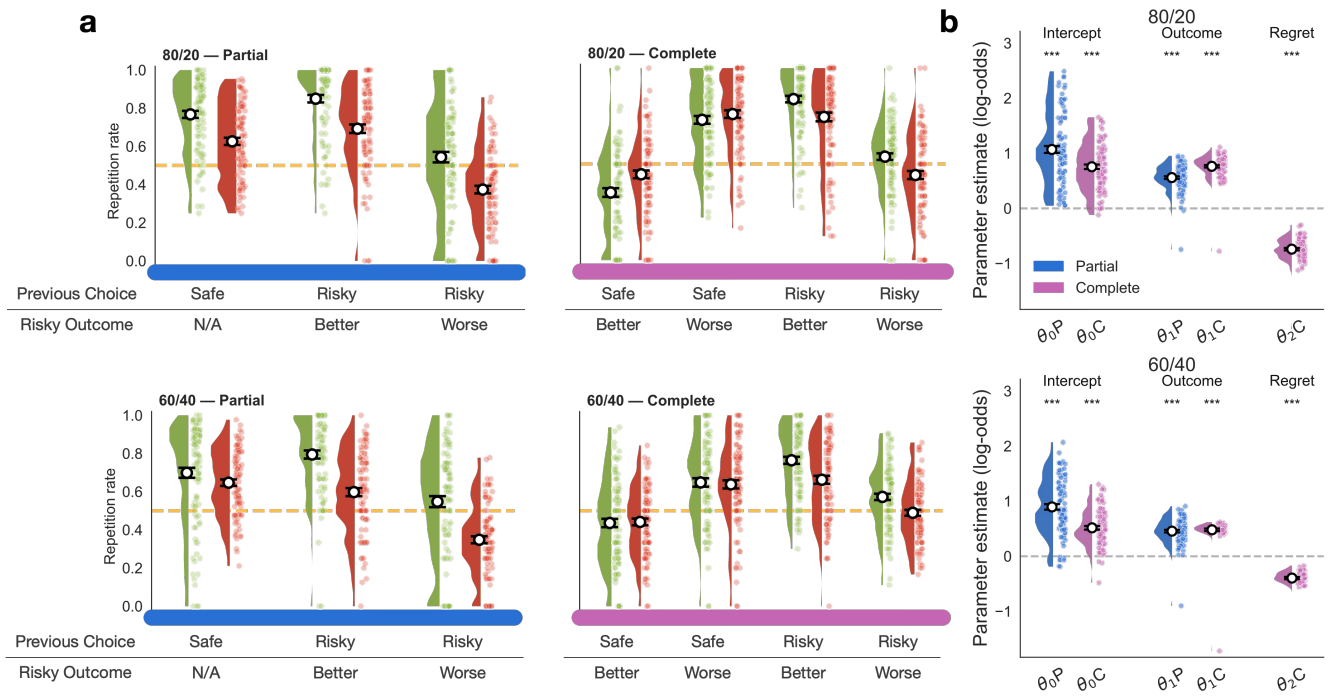 a
80/20 — Partial
1.0
0.8
0.6
0.4
0.2
0.0
Repetition rate
Previous Choice Safe Risky Risky
Risky Outcome N/A Better Worse
80/20 — Complete
Safe Safe Risky Risky
Better Worse Better Worse
60/40 — Partial
1.0
0.8
0.6
0.4
0.2
0.0
Repetition rate
Previous Choice Safe Risky Risky
Risky Outcome N/A Better Worse
60/40 — Complete
Safe Safe Risky Risky
Better Worse Better Worse
b
80/20
Intercept Outcome Regret
*** *** *** *** ***
3
2
1
0
−1
Parameter estimate (log-odds)
Partial
Complete
θ₀P θ₀C θ₁P θ₁C θ₂C
60/40
Intercept Outcome Regret
*** *** *** *** ***
3
2
1
0
−1
Parameter estimate (log-odds)
θ₀P θ₀C θ₁P θ₁C θ₂C